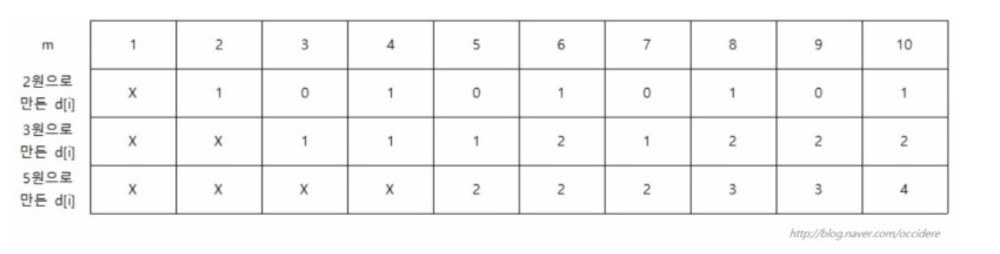 m 1 2 3 4 5 6 7 8 9 10
2원으로
만든 d[i] X 1 0 1 0 1 0 1 0 1
3원으로
만든 d[i] X X 1 1 1 2 1 2 2 2
5원으로
만든 d[i] X X X X 2 2 2 3 3 4
http://blog.naver.com/occidere